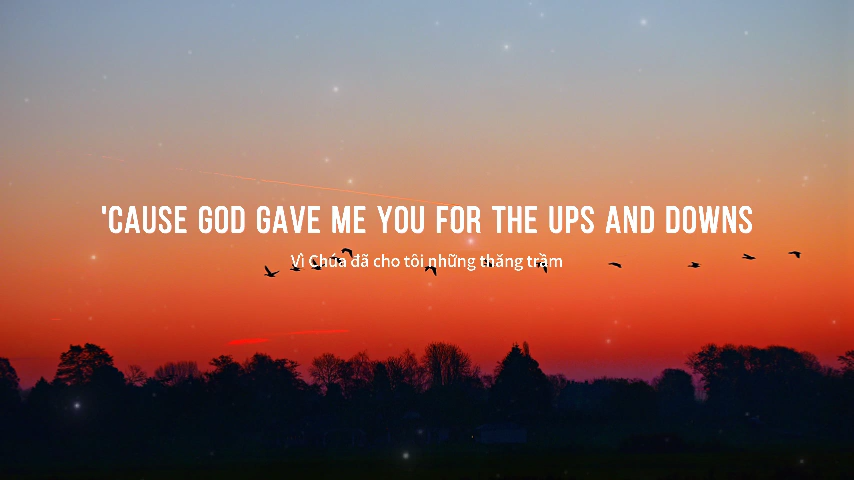 'CAUSE GOD GAVE ME YOU FOR THE UPS AND DOWNS
Vì Chúa đã cho tôi những thăng trầm